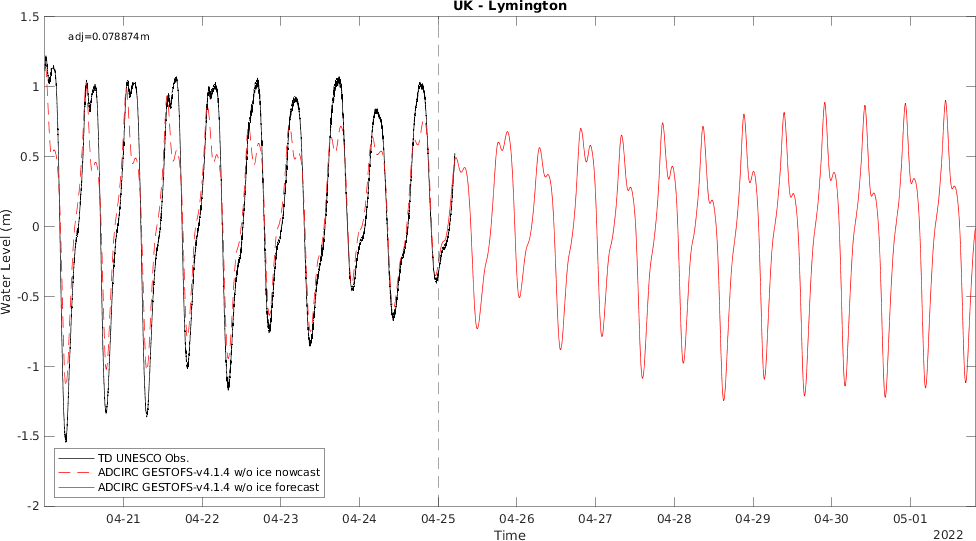 UK - Lymington
adj=0.078874m
Water Level (m)
1.5
1
0.5
0
-0.5
-1
-1.5
-2
TD UNESCO Obs.
ADCIRC GESTOFS-v4.1.4 w/o ice nowcast
ADCIRC GESTOFS-v4.1.4 w/o ice forecast
04-21 04-22 04-23 04-24 04-25 04-26 04-27 04-28 04-29 04-30 05-01
Time
2022